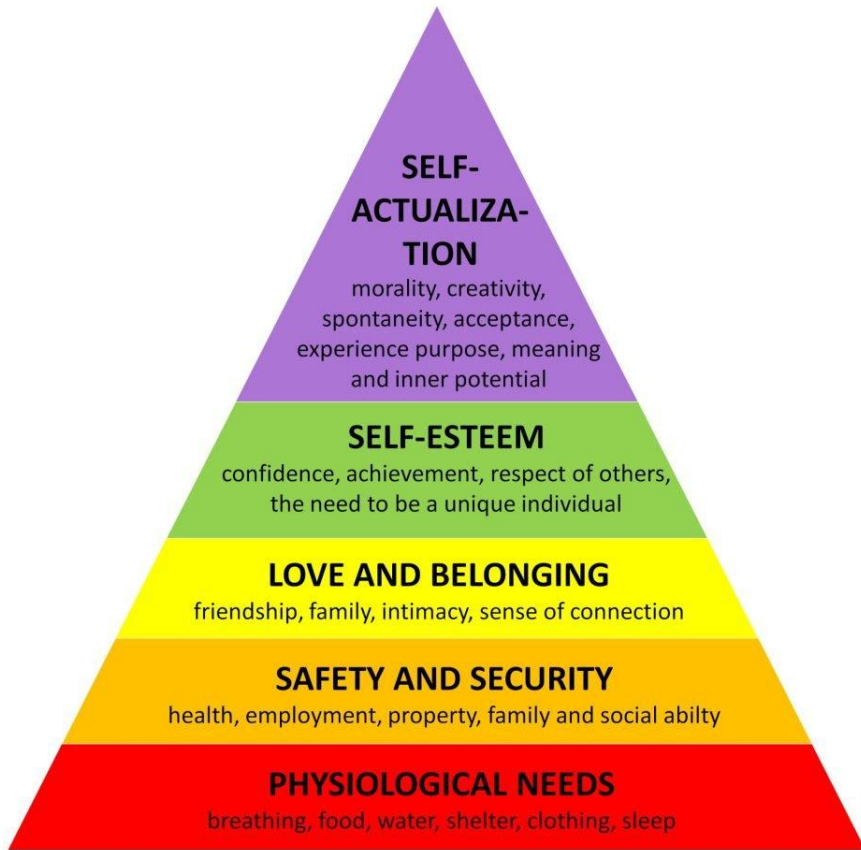 SELF-
ACTUALIZA-
TION
morality, creativity,
spontaneity, acceptance,
experience purpose, meaning
and inner potential
SELF-ESTEEM
confidence, achievement, respect of others,
the need to be a unique individual
LOVE AND BELONGING
friendship, family, intimacy, sense of connection
SAFETY AND SECURITY
health, employment, property, family and social abilty
PHYSIOLOGICAL NEEDS
breathing, food, water, shelter, clothing, sleep